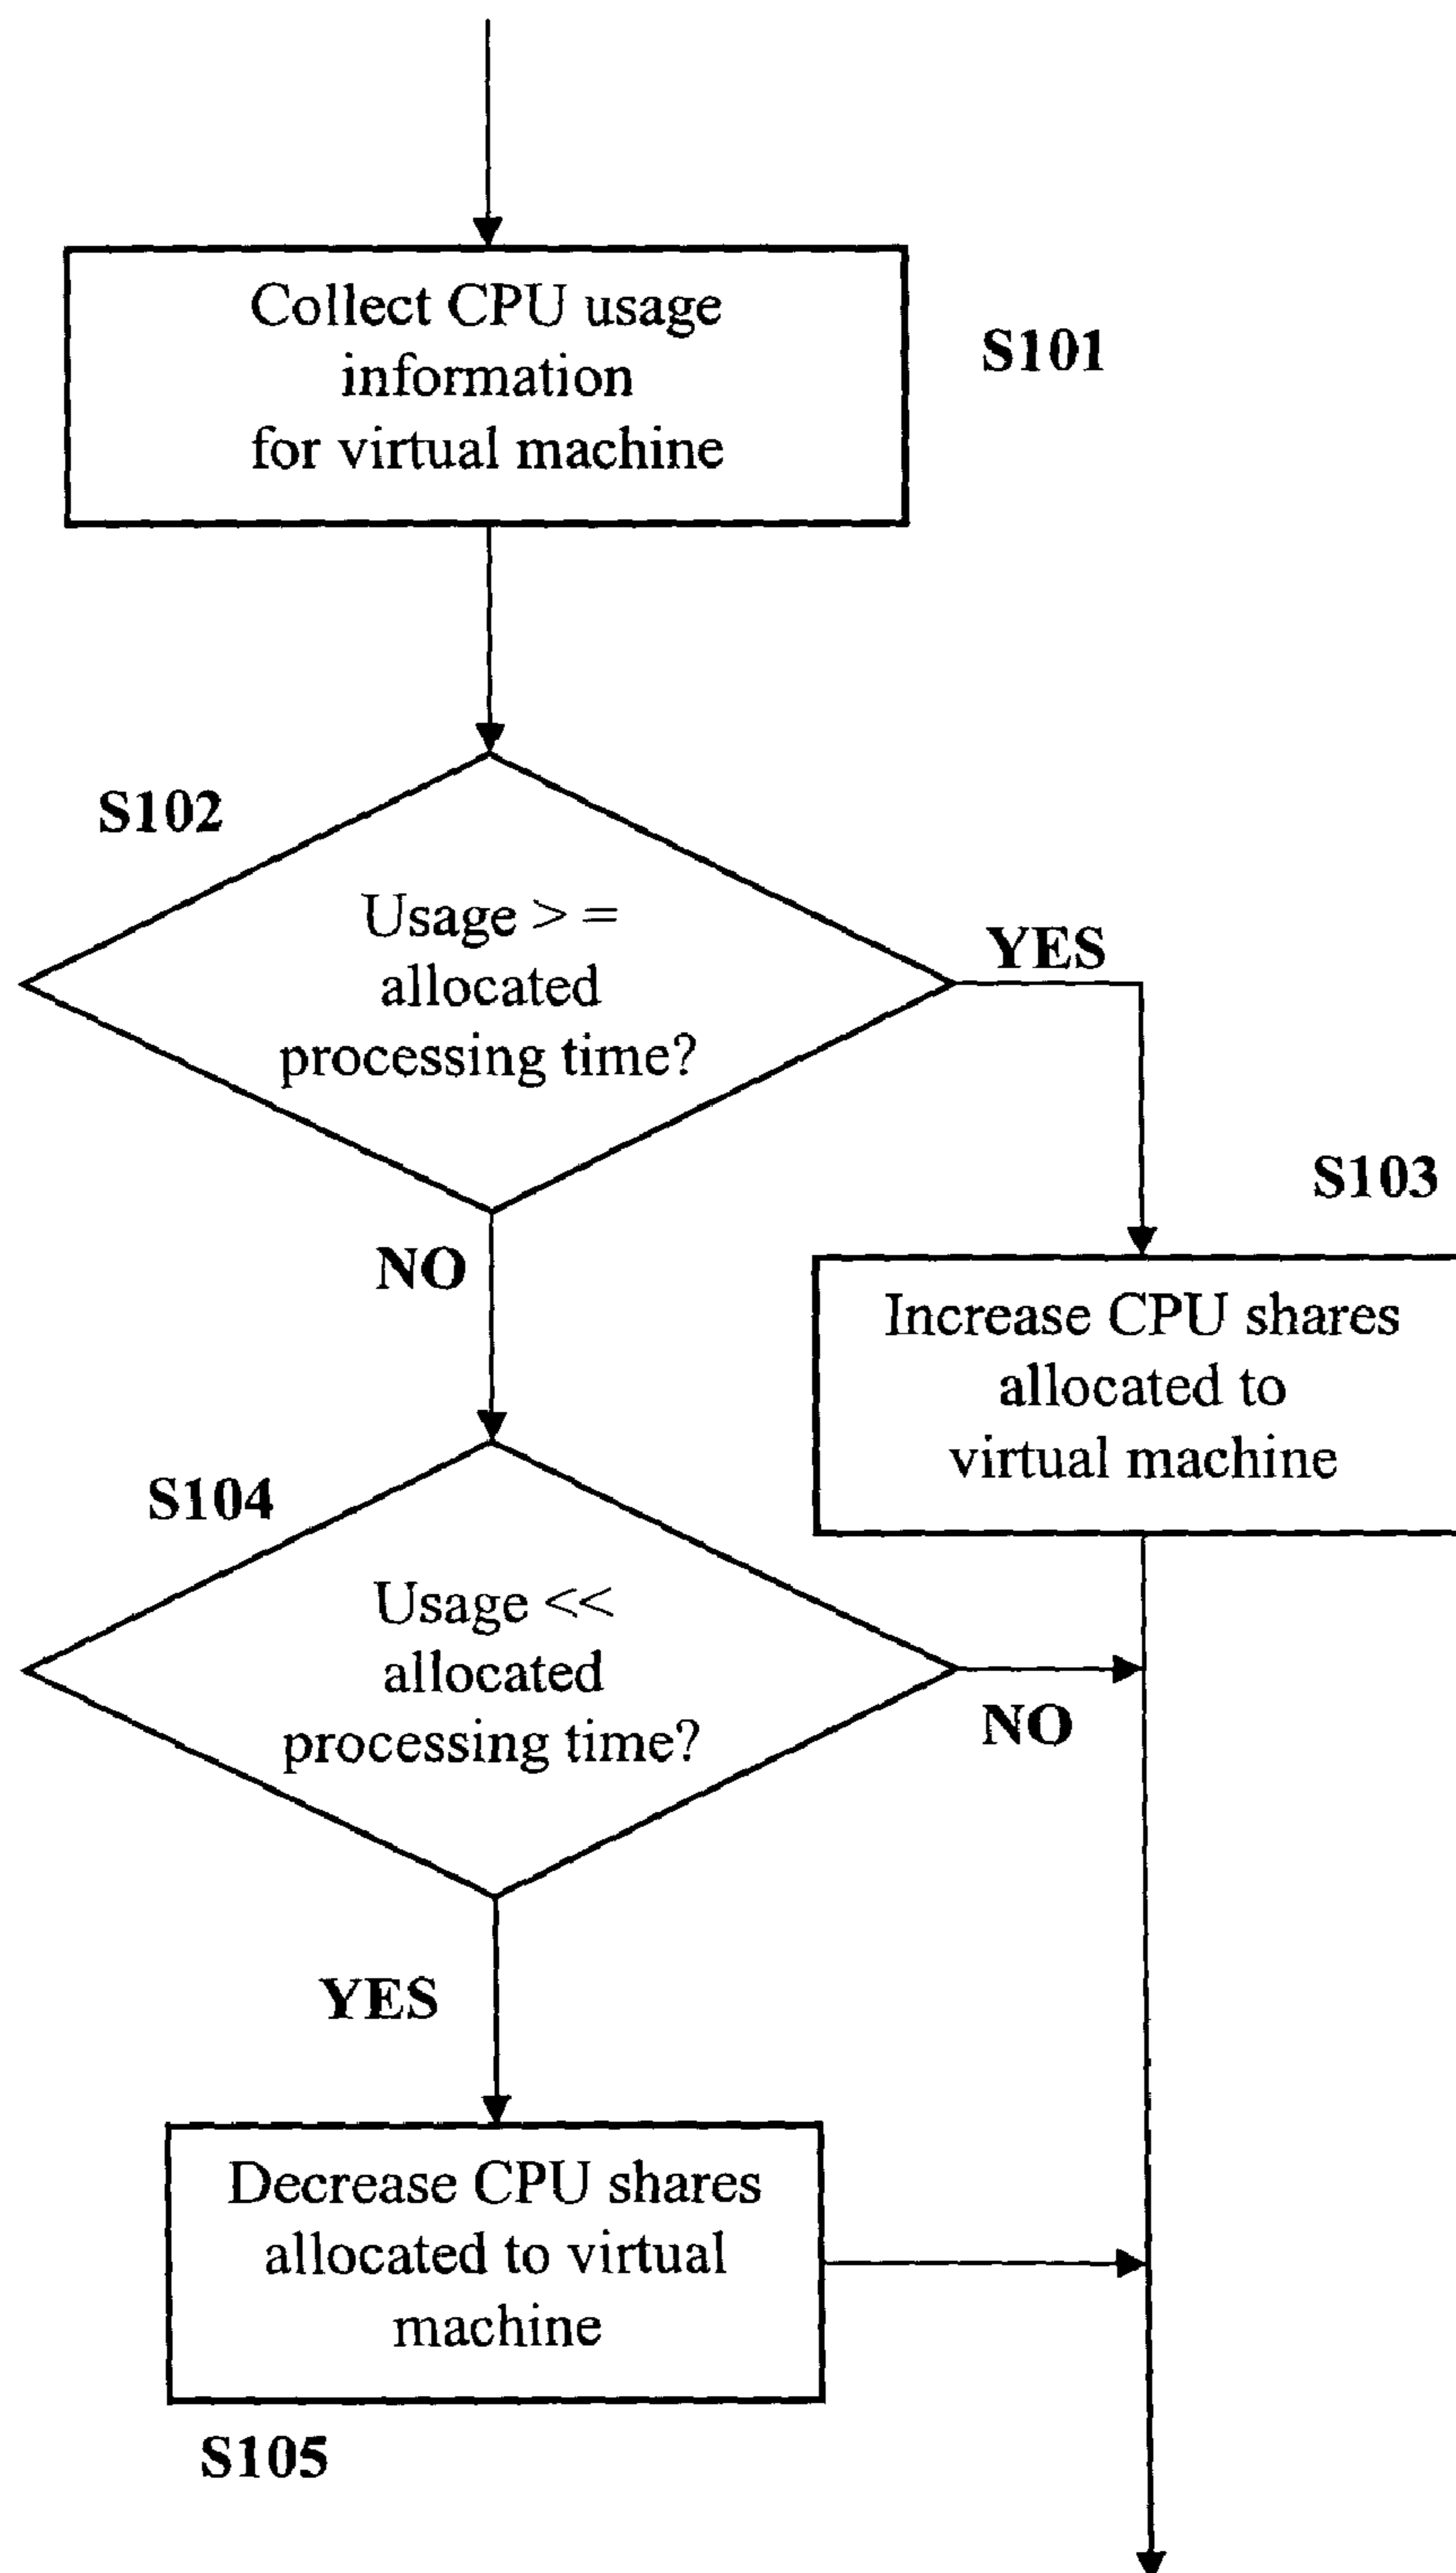 Collect CPU usage
information
for virtual machine
S101
S102
Usage > =
allocated
processing time?
YES
NO
S103
Increase CPU shares
allocated to
virtual machine
S104
Usage <<
allocated
processing time?
NO
YES
Decrease CPU shares
allocated to virtual
machine
S105